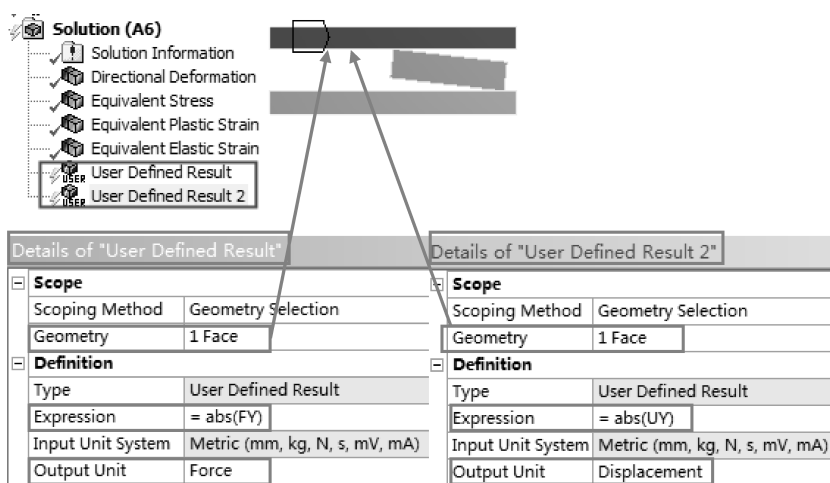 Solution (A6)
Solution Information
Directional Deformation
Equivalent Stress
Equivalent Plastic Strain
Equivalent Elastic Strain
USER User Defined Result
USER User Defined Result 2
Details of "User Defined Result"
Scope
Scoping Method Geometry Selection
Geometry 1 Face
Definition
Type User Defined Result
Expression = abs(FY)
Input Unit System Metric (mm, kg, N, s, mV, mA)
Output Unit Force
Details of "User Defined Result 2"
Scope
Scoping Method Geometry Selection
Geometry 1 Face
Definition
Type User Defined Result
Expression = abs(UY)
Input Unit System Metric (mm, kg, N, s, mV, mA)
Output Unit Displacement